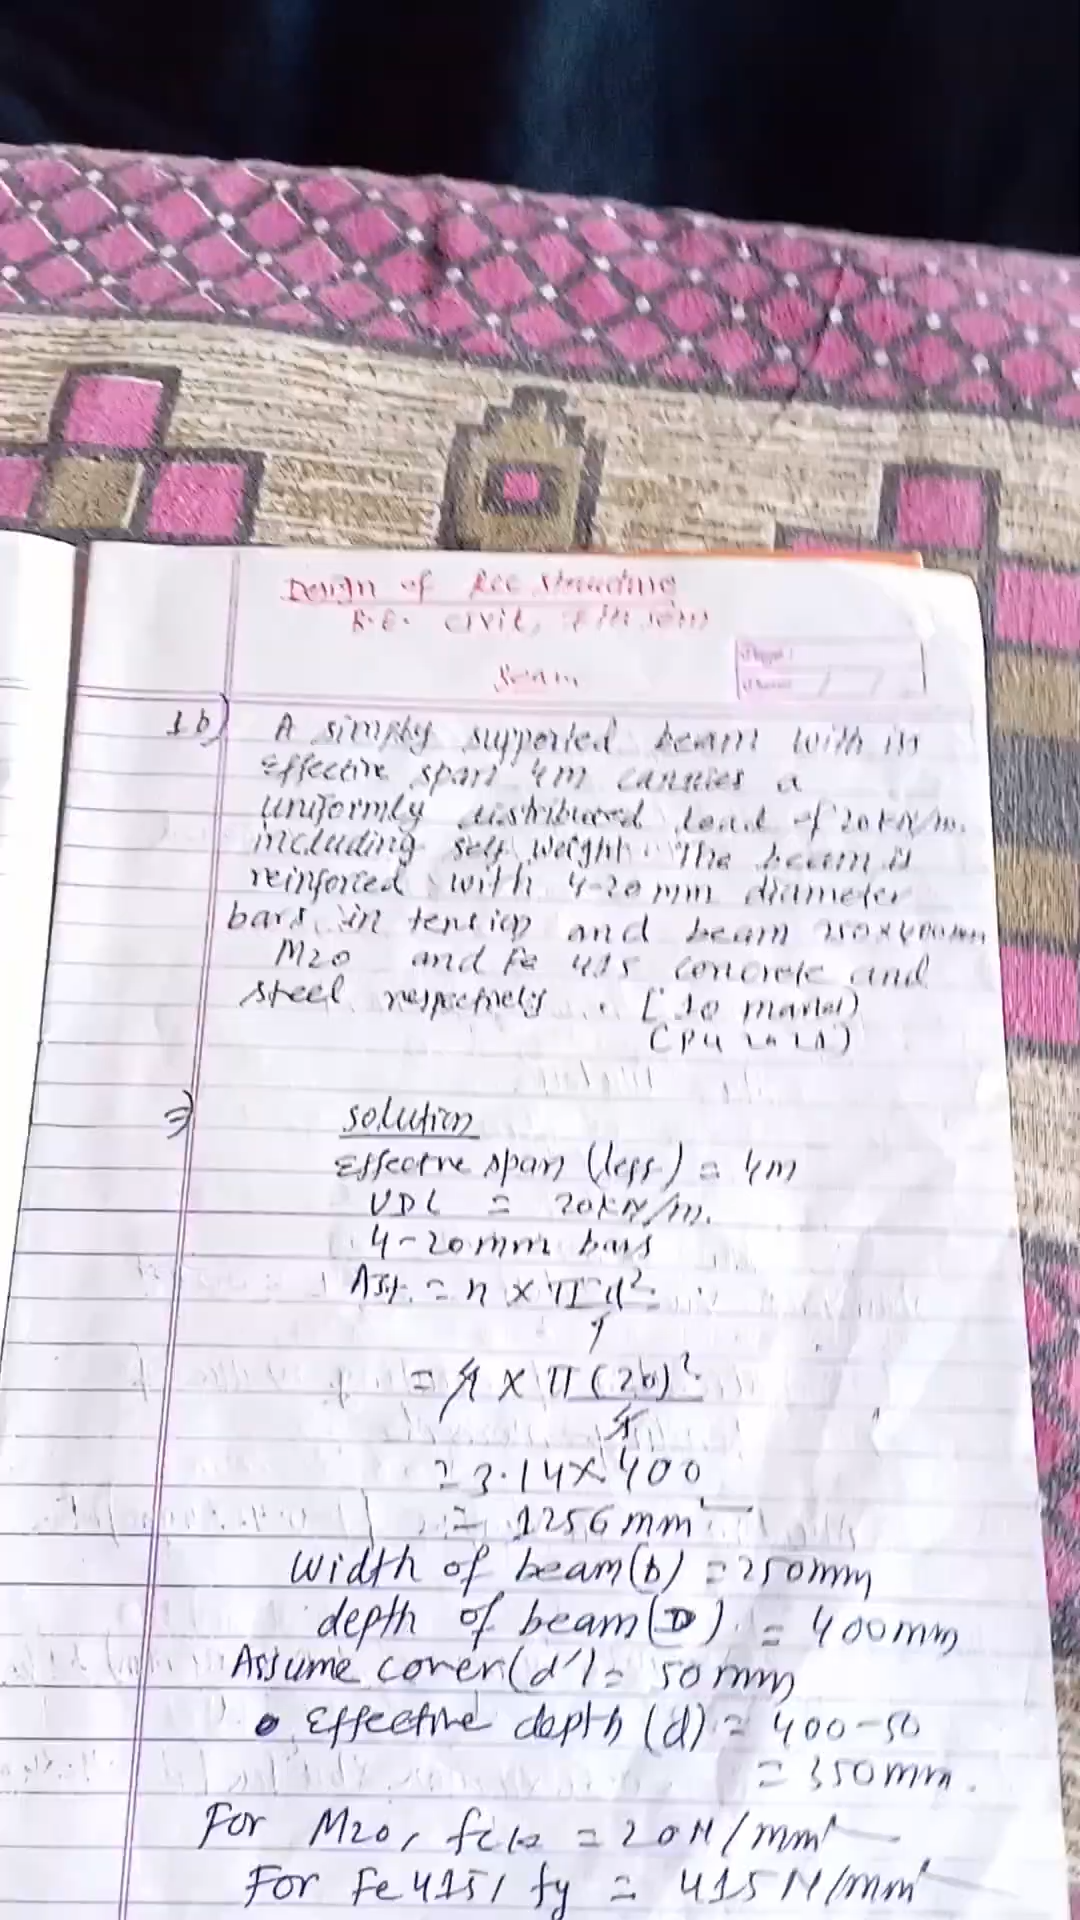 Design of Rcc structure
B.E. civil, 7th sem
Beam
1b) A simply supported beam with its
effective span 4m carries a
uniformly distributed load of 20 kN/m.
including self weight. The beam is
reinforced with 4-20 mm diameter
bars in tension and beam 250x400mm
M20 and Fe 415 concrete and
steel respectively. [10 marks)
⇒ solution
Effective span (leff) = 4m
UDL = 20kN/m.
4-20mm bars
Ast. = n × πd²/4
= 4 × π(20)²/4
= 3.14×400
= 1256 mm²
Width of beam(b) = 250mm
depth of beam(D) = 400mm
Assume cover(d') = 50mm
Effective depth (d) = 400-50
= 350mm.
For M20, fck = 20N/mm²
For Fe415, fy = 415N/mm²